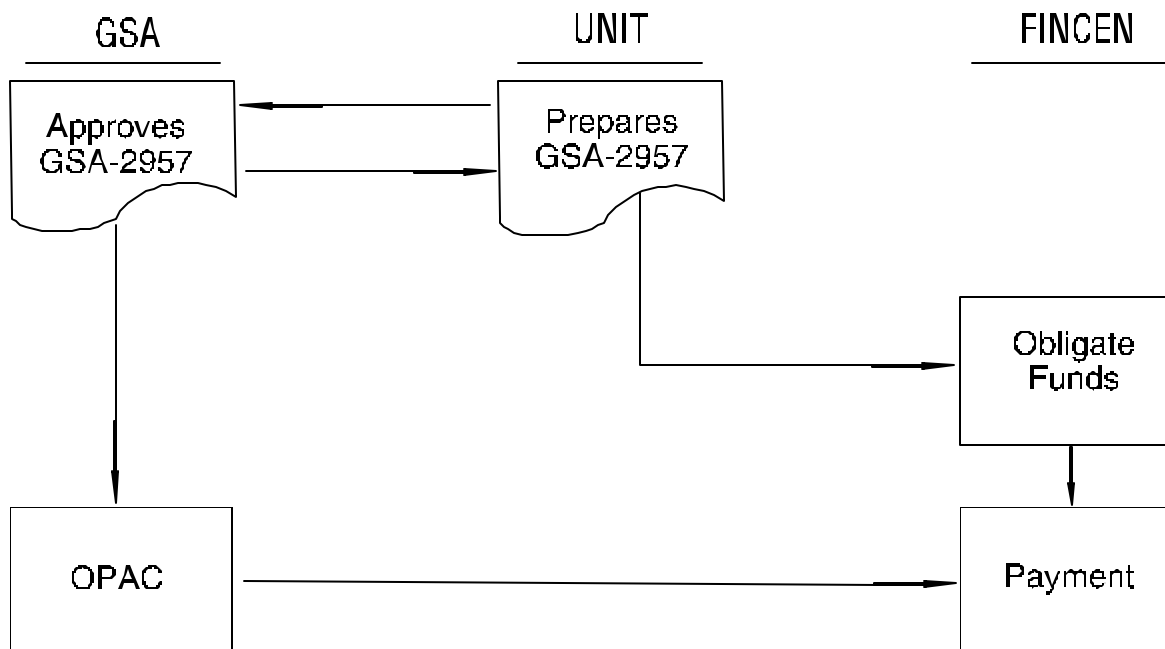 GSA
UNIT
FINCEN
Approves
GSA-2957
Prepares
GSA-2957
Obligate
Funds
OPAC
Payment